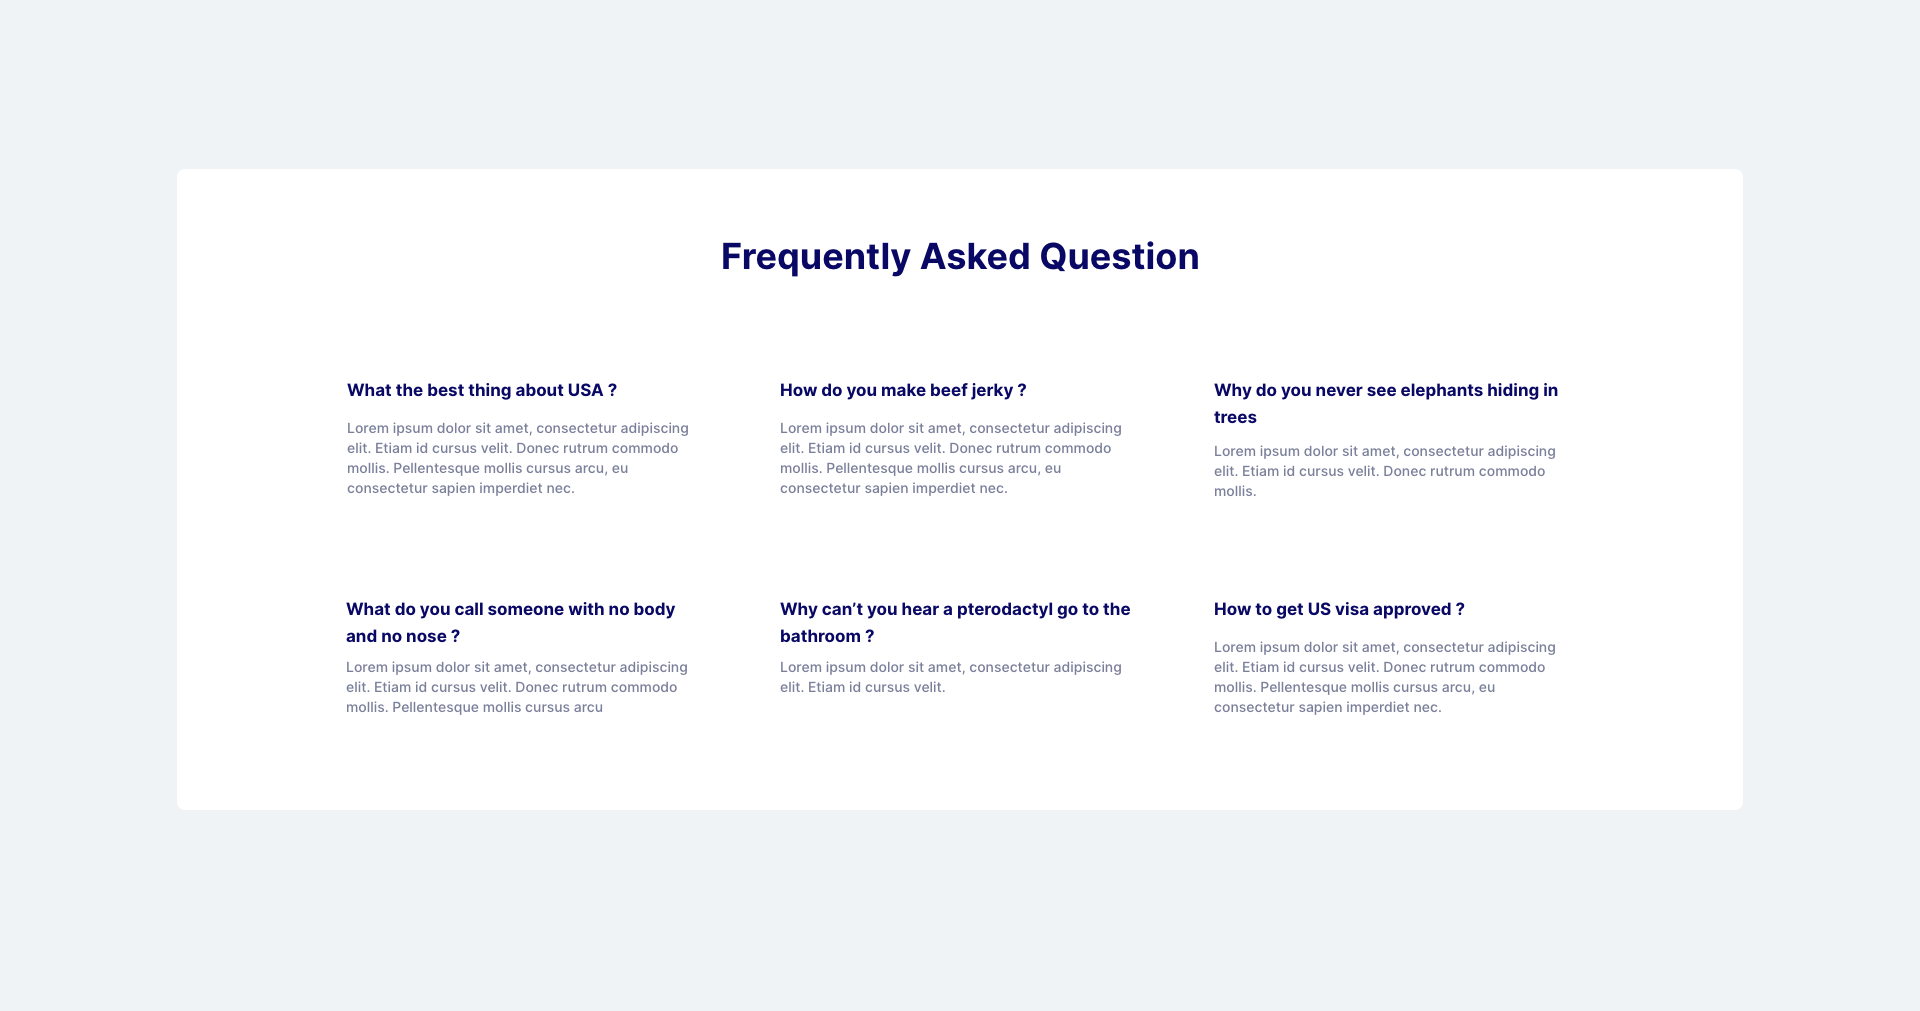 Frequently Asked Question
What the best thing about USA ?
Lorem ipsum dolor sit amet, consectetur adipiscing
elit. Etiam id cursus velit. Donec rutrum commodo
mollis. Pellentesque mollis cursus arcu, eu
consectetur sapien imperdiet nec.
How do you make beef jerky ?
Lorem ipsum dolor sit amet, consectetur adipiscing
elit. Etiam id cursus velit. Donec rutrum commodo
mollis. Pellentesque mollis cursus arcu, eu
consectetur sapien imperdiet nec.
Why do you never see elephants hiding in
trees
Lorem ipsum dolor sit amet, consectetur adipiscing
elit. Etiam id cursus velit. Donec rutrum commodo
mollis.
What do you call someone with no body
and no nose ?
Lorem ipsum dolor sit amet, consectetur adipiscing
elit. Etiam id cursus velit. Donec rutrum commodo
mollis. Pellentesque mollis cursus arcu
Why can’t you hear a pterodactyl go to the
bathroom ?
Lorem ipsum dolor sit amet, consectetur adipiscing
elit. Etiam id cursus velit.
How to get US visa approved ?
Lorem ipsum dolor sit amet, consectetur adipiscing
elit. Etiam id cursus velit. Donec rutrum commodo
mollis. Pellentesque mollis cursus arcu, eu
consectetur sapien imperdiet nec.